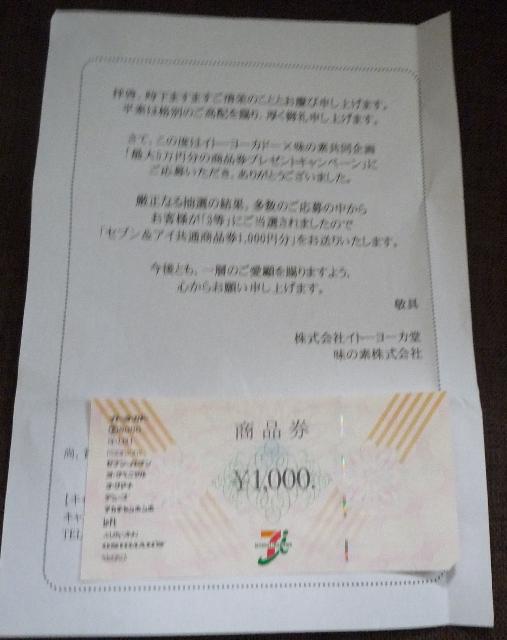 拝啓、時下ますますご清栄のこととお慶び申し上げます。
平素は格別のご高配を賜り、厚く御礼申し上げます。
さて、この度はイトーヨーカドー×味の素共同企画
「最大5万円分の商品券プレゼントキャンペーン」に
ご応募いただき、ありがとうございました。
厳正なる抽選の結果、多数のご応募の中から
お客様が「3等」にご当選されましたので
「セブン&アイ共通商品券1,000円分」をお送りいたします。
今後とも、一層のご愛顧を賜りますよう、
心からお願い申し上げます。
敬具
株式会社イトーヨーカ堂
味の素株式会社
商品券
¥1,000.
尚、
[キ
キャ
TEL